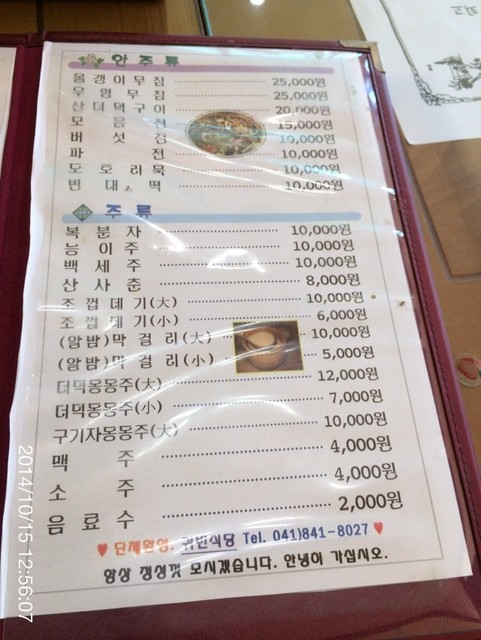 안주류
올갱이무침 25,000원
우렁무침 25,000원
산더덕구이 20,000원
모듬전 15,000원
버섯전 10,000원
파전 10,000원
도토리묵 10,000원
빈대떡 10,000원
주류
복분자 10,000원
능이주 10,000원
백세주 10,000원
산사춘 8,000원
조껍데기(大) 10,000원
조껍데기(小) 6,000원
(알밤)막걸리(大) 10,000원
(알밤)막걸리(小) 5,000원
더덕몽몽주(大) 12,000원
더덕몽몽주(小) 7,000원
구기자몽몽주(大) 10,000원
맥주 4,000원
소주 4,000원
음료수 2,000원
♥ 단체환영. 귀빈식당 Tel. 041)841-8027 ♥
항상 정성껏 모시겠습니다. 안녕히 가십시오.
2014/10/15 12:56:07